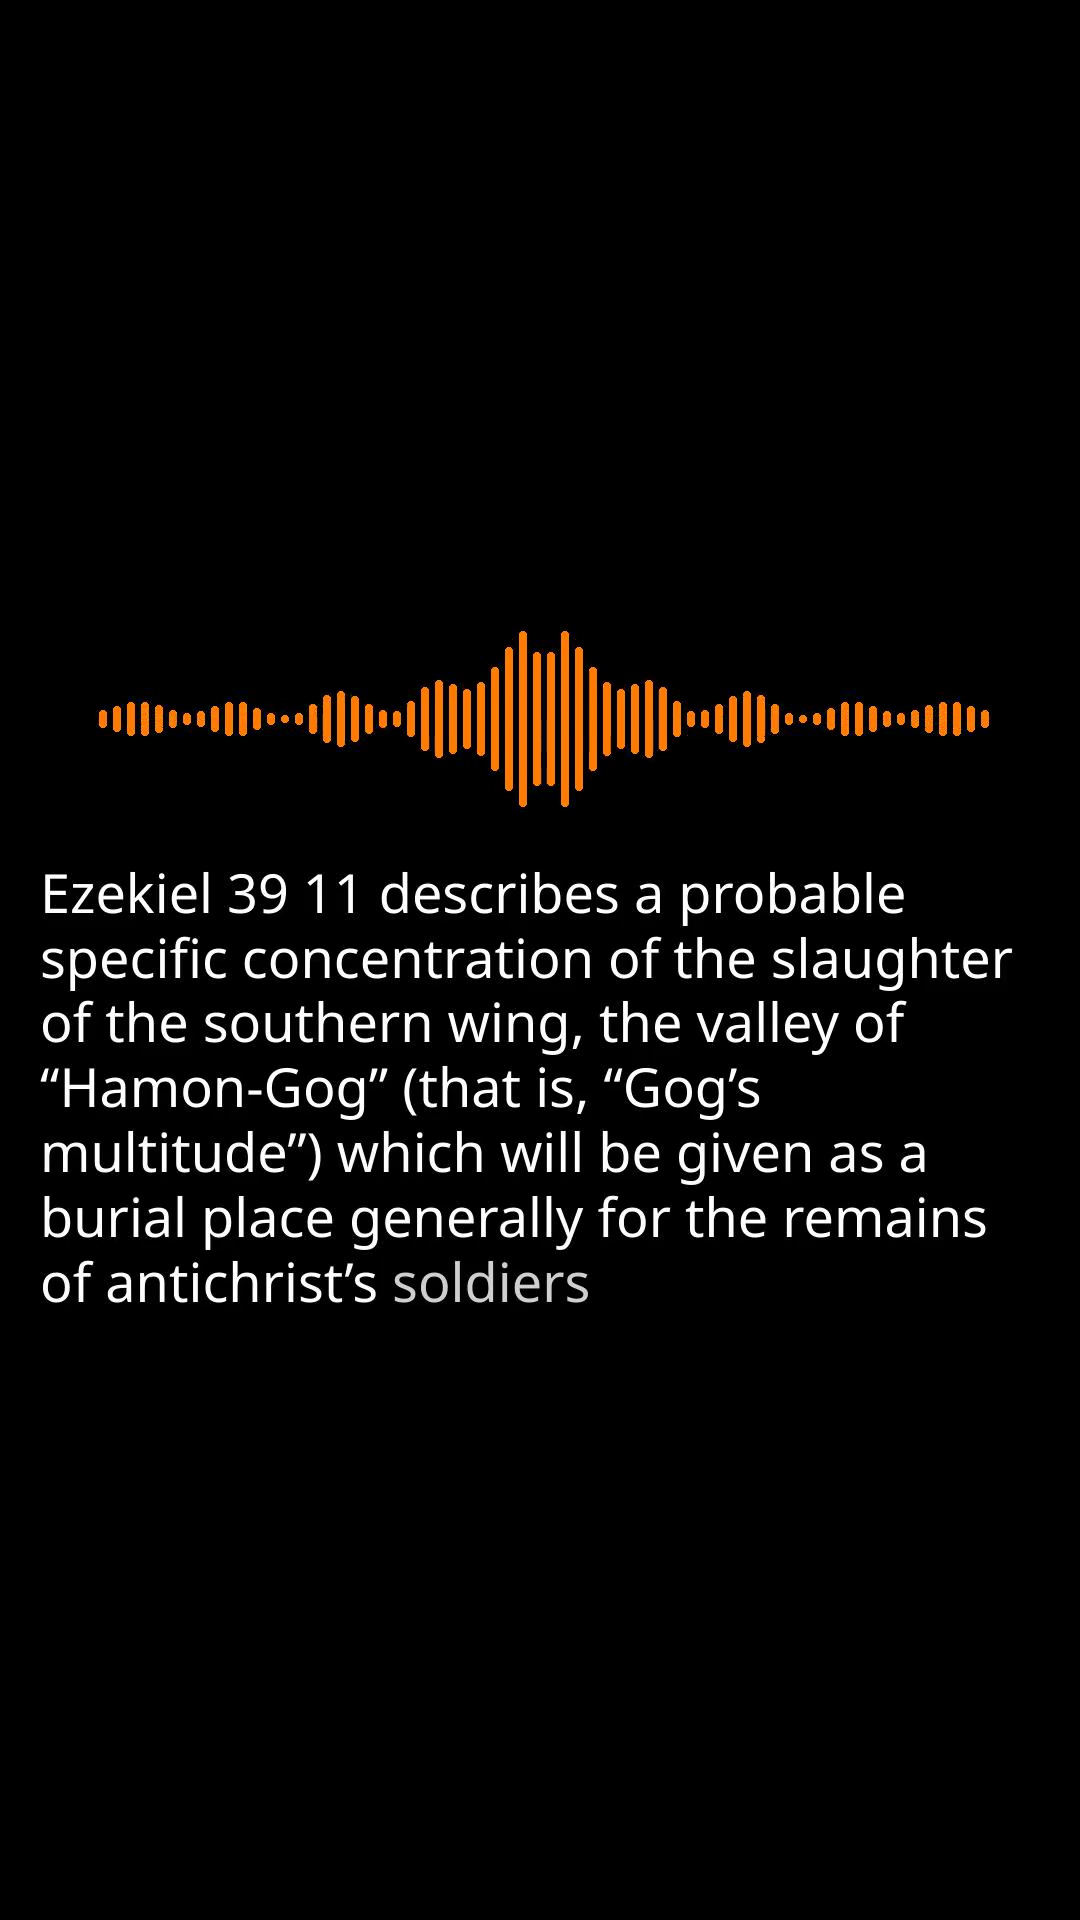 Ezekiel 39 11 describes a probable
specific concentration of the slaughter
of the southern wing, the valley of
“Hamon-Gog” (that is, “Gog’s
multitude”) which will be given as a
burial place generally for the remains
of antichrist’s soldiers